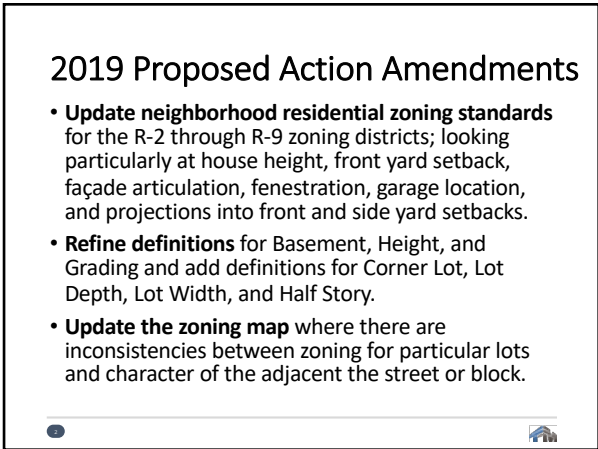 2019 Proposed Action Amendments
• Update neighborhood residential zoning standards
for the R-2 through R-9 zoning districts; looking
particularly at house height, front yard setback,
façade articulation, fenestration, garage location,
and projections into front and side yard setbacks.
• Refine definitions for Basement, Height, and
Grading and add definitions for Corner Lot, Lot
Depth, Lot Width, and Half Story.
• Update the zoning map where there are
inconsistencies between zoning for particular lots
and character of the adjacent the street or block.
2